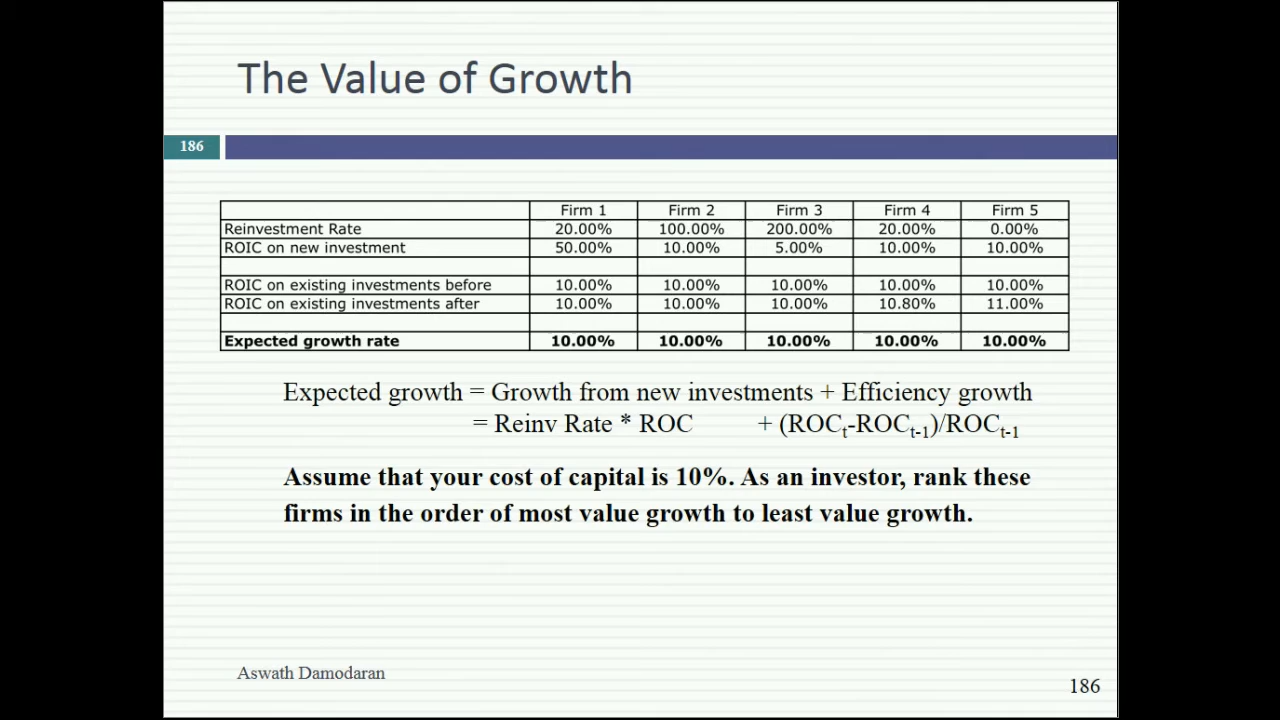 The Value of Growth
186
Firm 1 Firm 2 Firm 3 Firm 4 Firm 5
Reinvestment Rate 20.00% 100.00% 200.00% 20.00% 0.00%
ROIC on new investment 50.00% 10.00% 5.00% 10.00% 10.00%
ROIC on existing investments before 10.00% 10.00% 10.00% 10.00% 10.00%
ROIC on existing investments after 10.00% 10.00% 10.00% 10.80% 11.00%
Expected growth rate 10.00% 10.00% 10.00% 10.00% 10.00%
Expected growth = Growth from new investments + Efficiency growth
= Reinv Rate * ROC + (ROCt-ROCt-1)/ROCt-1
Assume that your cost of capital is 10%. As an investor, rank these
firms in the order of most value growth to least value growth.
Aswath Damodaran
186